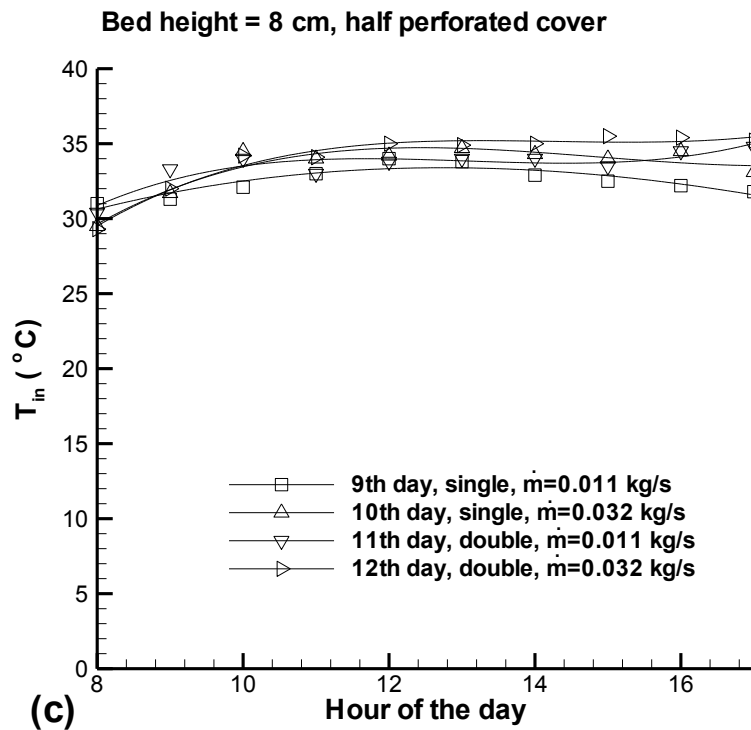 Bed height = 8 cm, half perforated cover
40
35
30
25
20
15
10
5
0
T_in ( °C)
9th day, single, ṁ=0.011 kg/s
10th day, single, ṁ=0.032 kg/s
11th day, double, ṁ=0.011 kg/s
12th day, double, ṁ=0.032 kg/s
8 10 12 14 16
(c) Hour of the day